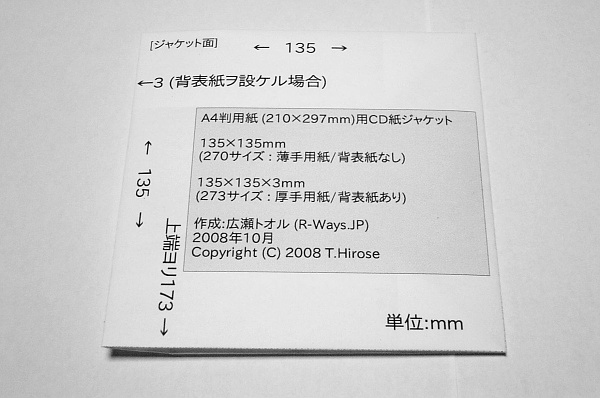 [ジャケット面]
← 135 →
←3 (背表紙ヲ設ケル場合)
A4判用紙 (210×297mm)用CD紙ジャケット
135×135mm
(270サイズ : 薄手用紙/背表紙なし)
135×135×3mm
(273サイズ : 厚手用紙/背表紙あり)
作成:広瀬トオル (R-Ways.JP)
2008年10月
Copyright (C) 2008 T.Hirose
← 135 →
上端ヨリ173→
単位:mm